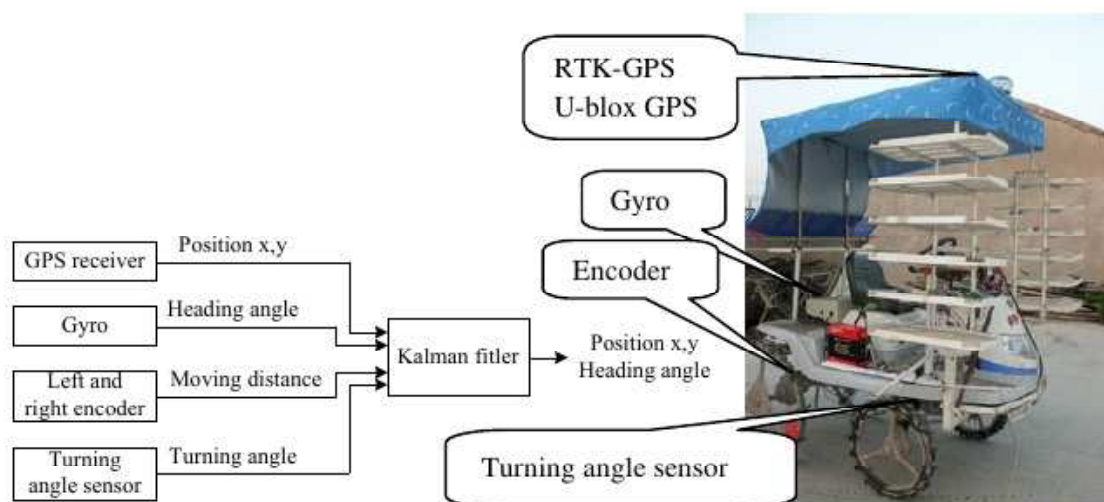 RTK-GPS
U-blox GPS
Gyro
Encoder
Turning angle sensor
GPS receiver
Position x,y
Gyro
Heading angle
Left and
right encoder
Moving distance
Turning
angle sensor
Turning angle
Kalman fitler
Position x,y
Heading angle